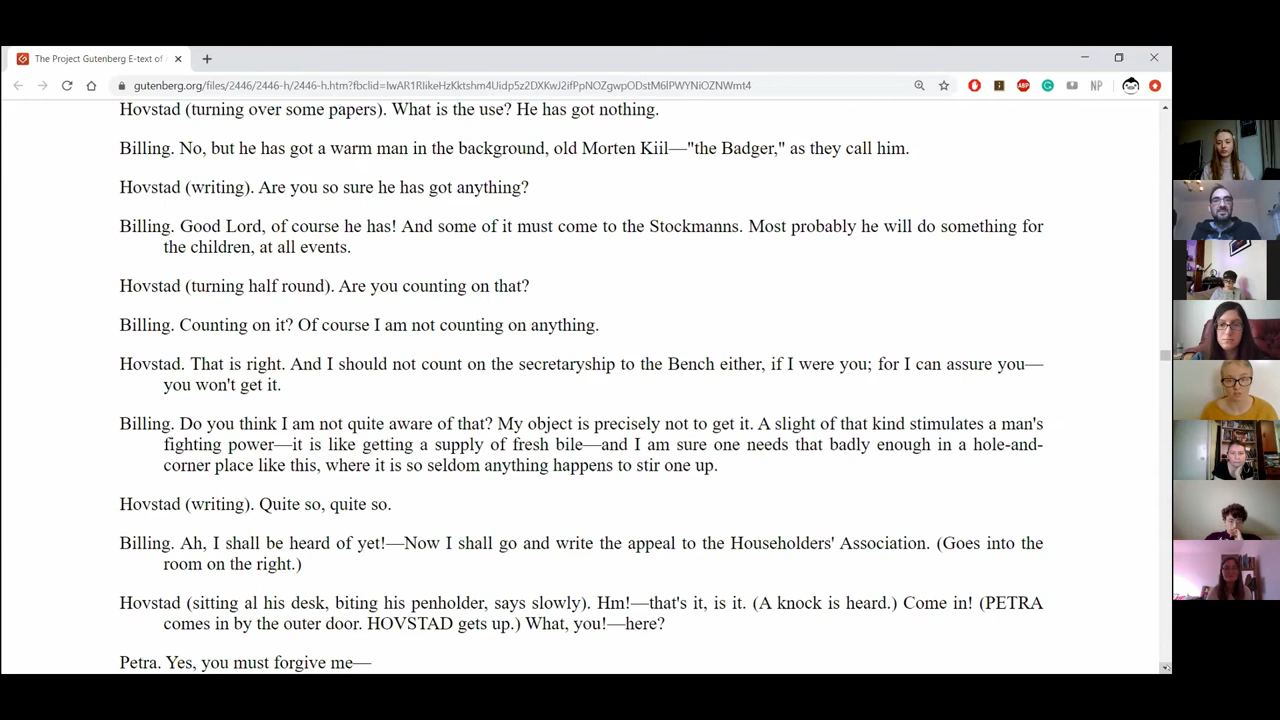 The Project Gutenberg E-text of
gutenberg.org/files/2446/2446-h/2446-h.htm?fbclid=IwAR1RlikeHzKktshm4Uidp5z2DXKwJ2ifPpNOZgwpODstM6lPWYNiOZNWmt4
ABP
NP
Hovstad (turning over some papers). What is the use? He has got nothing.
Billing. No, but he has got a warm man in the background, old Morten Kiil—"the Badger," as they call him.
Hovstad (writing). Are you so sure he has got anything?
Billing. Good Lord, of course he has! And some of it must come to the Stockmanns. Most probably he will do something for
the children, at all events.
Hovstad (turning half round). Are you counting on that?
Billing. Counting on it? Of course I am not counting on anything.
Hovstad. That is right. And I should not count on the secretaryship to the Bench either, if I were you; for I can assure you—
you won't get it.
Billing. Do you think I am not quite aware of that? My object is precisely not to get it. A slight of that kind stimulates a man's
fighting power—it is like getting a supply of fresh bile—and I am sure one needs that badly enough in a hole-and-
corner place like this, where it is so seldom anything happens to stir one up.
Hovstad (writing). Quite so, quite so.
Billing. Ah, I shall be heard of yet!—Now I shall go and write the appeal to the Householders' Association. (Goes into the
room on the right.)
Hovstad (sitting al his desk, biting his penholder, says slowly). Hm!—that's it, is it. (A knock is heard.) Come in! (PETRA
comes in by the outer door. HOVSTAD gets up.) What, you!—here?
Petra. Yes, you must forgive me—